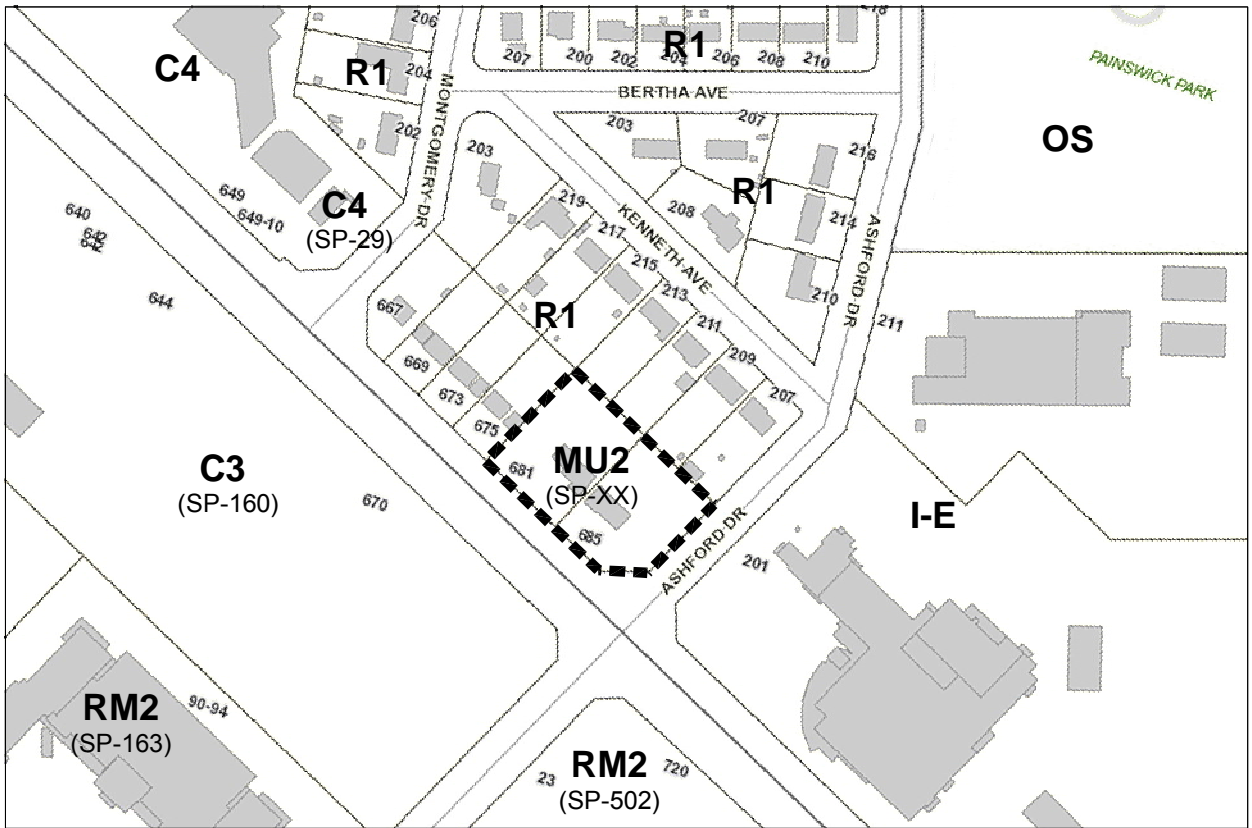 206
C4
R1
204
MONTGOMERY DR
202
R1
207
200
202
204
206
208
210
BERTHA AVE
PAINSWICK PARK
OS
203
207
216
R1
208
214
210
ASHFORD DR
211
KENNETH AVE
203
649
649-10
C4
(SP-29)
640
642
642
644
219
217
215
213
211
209
207
R1
667
669
673
675
681
MU2
(SP-XX)
685
C3
(SP-160)
670
I-E
ASHFORD DR
201
RM2
(SP-163)
90-94
RM2
(SP-502)
23
720